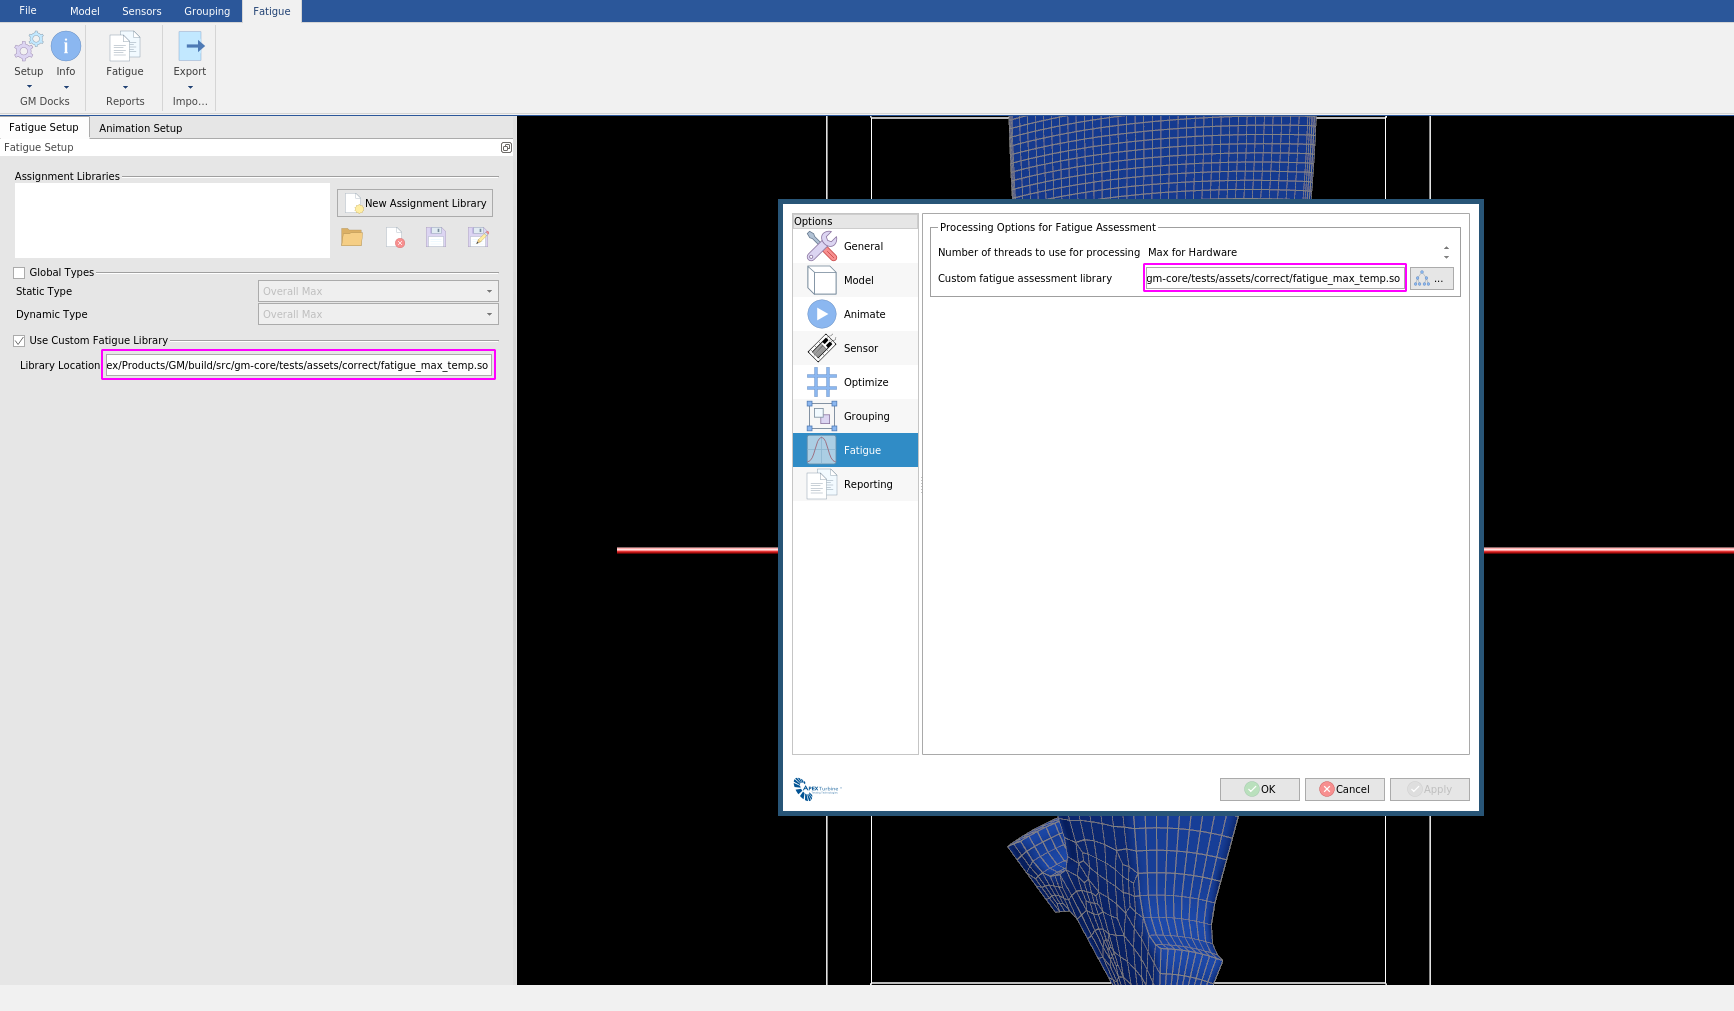 File Model Sensors Grouping Fatigue
Setup Info Fatigue Export
GM Docks Reports Impo...
Fatigue Setup Animation Setup
Fatigue Setup
Assignment Libraries
New Assignment Library
Global Types
Static Type Overall Max
Dynamic Type Overall Max
Use Custom Fatigue Library
Library Location ex/Products/GM/build/src/gm-core/tests/assets/correct/fatigue_max_temp.so
Options
General
Model
Animate
Sensor
Optimize
Grouping
Fatigue
Reporting
Processing Options for Fatigue Assessment
Number of threads to use for processing Max for Hardware
Custom fatigue assessment library gm-core/tests/assets/correct/fatigue_max_temp.so ...
APEX Turbine
OK Cancel Apply